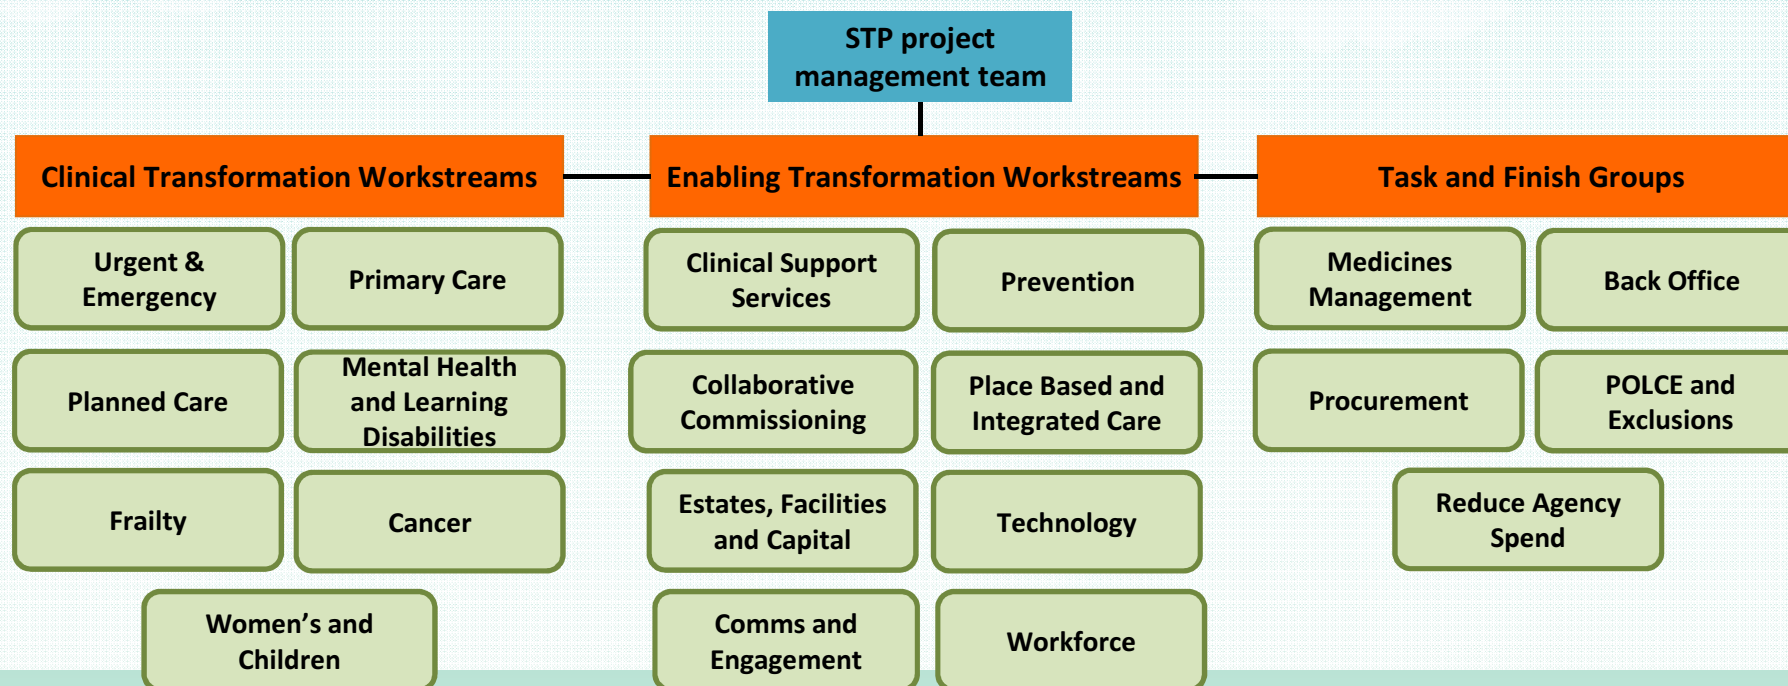 STP project
management team
Clinical Transformation Workstreams
Enabling Transformation Workstreams
Task and Finish Groups
Urgent &
Emergency
Primary Care
Planned Care
Mental Health
and Learning
Disabilities
Frailty
Cancer
Women’s and
Children
Clinical Support
Services
Prevention
Collaborative
Commissioning
Place Based and
Integrated Care
Estates, Facilities
and Capital
Technology
Comms and
Engagement
Workforce
Medicines
Management
Back Office
Procurement
POLCE and
Exclusions
Reduce Agency
Spend